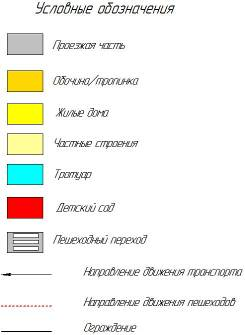 Условные обозначения
Проезжая часть
Обочина/тропинка
Жилые дома
Частные строения
Тротуар
Детский сад
Пешеходный переход
Направление движения транспорта
Направление движения пешеходов
Ограждение